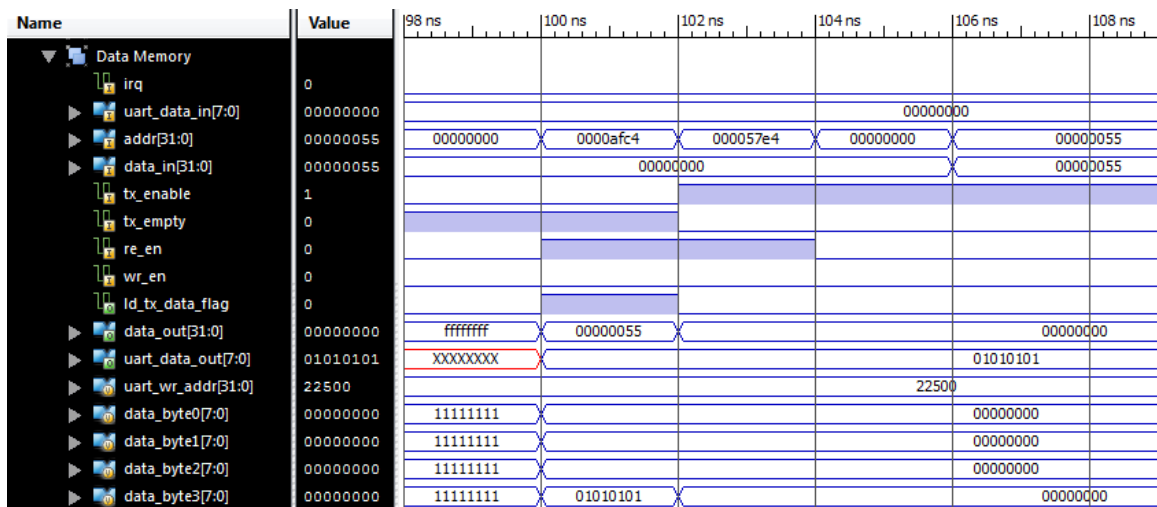 Name Value 98 ns 100 ns 102 ns 104 ns 106 ns 108 ns
Data Memory
irq 0
uart_data_in[7:0] 00000000 00000000
addr[31:0] 00000055 00000000 0000afc4 000057e4 00000000 00000055
data_in[31:0] 00000055 00000000 00000055
tx_enable 1
tx_empty 0
re_en 0
wr_en 0
ld_tx_data_flag 0
data_out[31:0] 00000000 ffffffff 00000055 00000000
uart_data_out[7:0] 01010101 XXXXXXXX 01010101
uart_wr_addr[31:0] 22500 22500
data_byte0[7:0] 00000000 11111111 00000000
data_byte1[7:0] 00000000 11111111 00000000
data_byte2[7:0] 00000000 11111111 00000000
data_byte3[7:0] 00000000 11111111 01010101 00000000